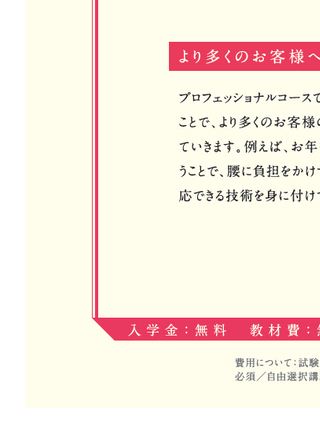 より多くのお客様へ
プロフェッショナルコースで
ことで、より多くのお客様の
ていきます。例えば、お年
うことで、腰に負担をかけ
応できる技術を身に付け
入学金：無料　教材費：
費用について：試験
必須／自由選択講